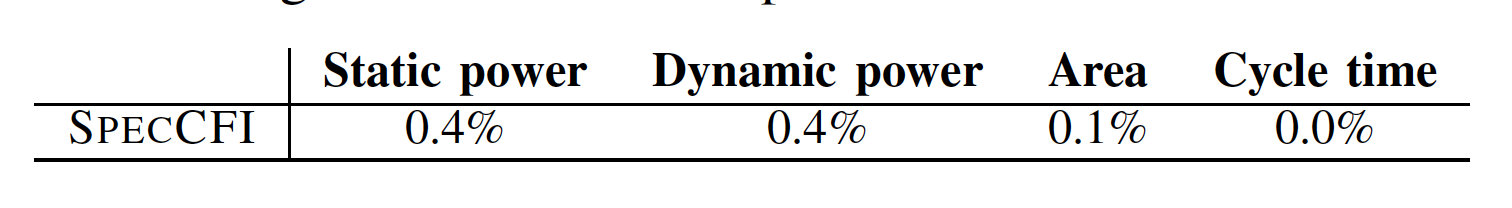 Static power Dynamic power Area Cycle time
SPECCFI 0.4% 0.4% 0.1% 0.0%